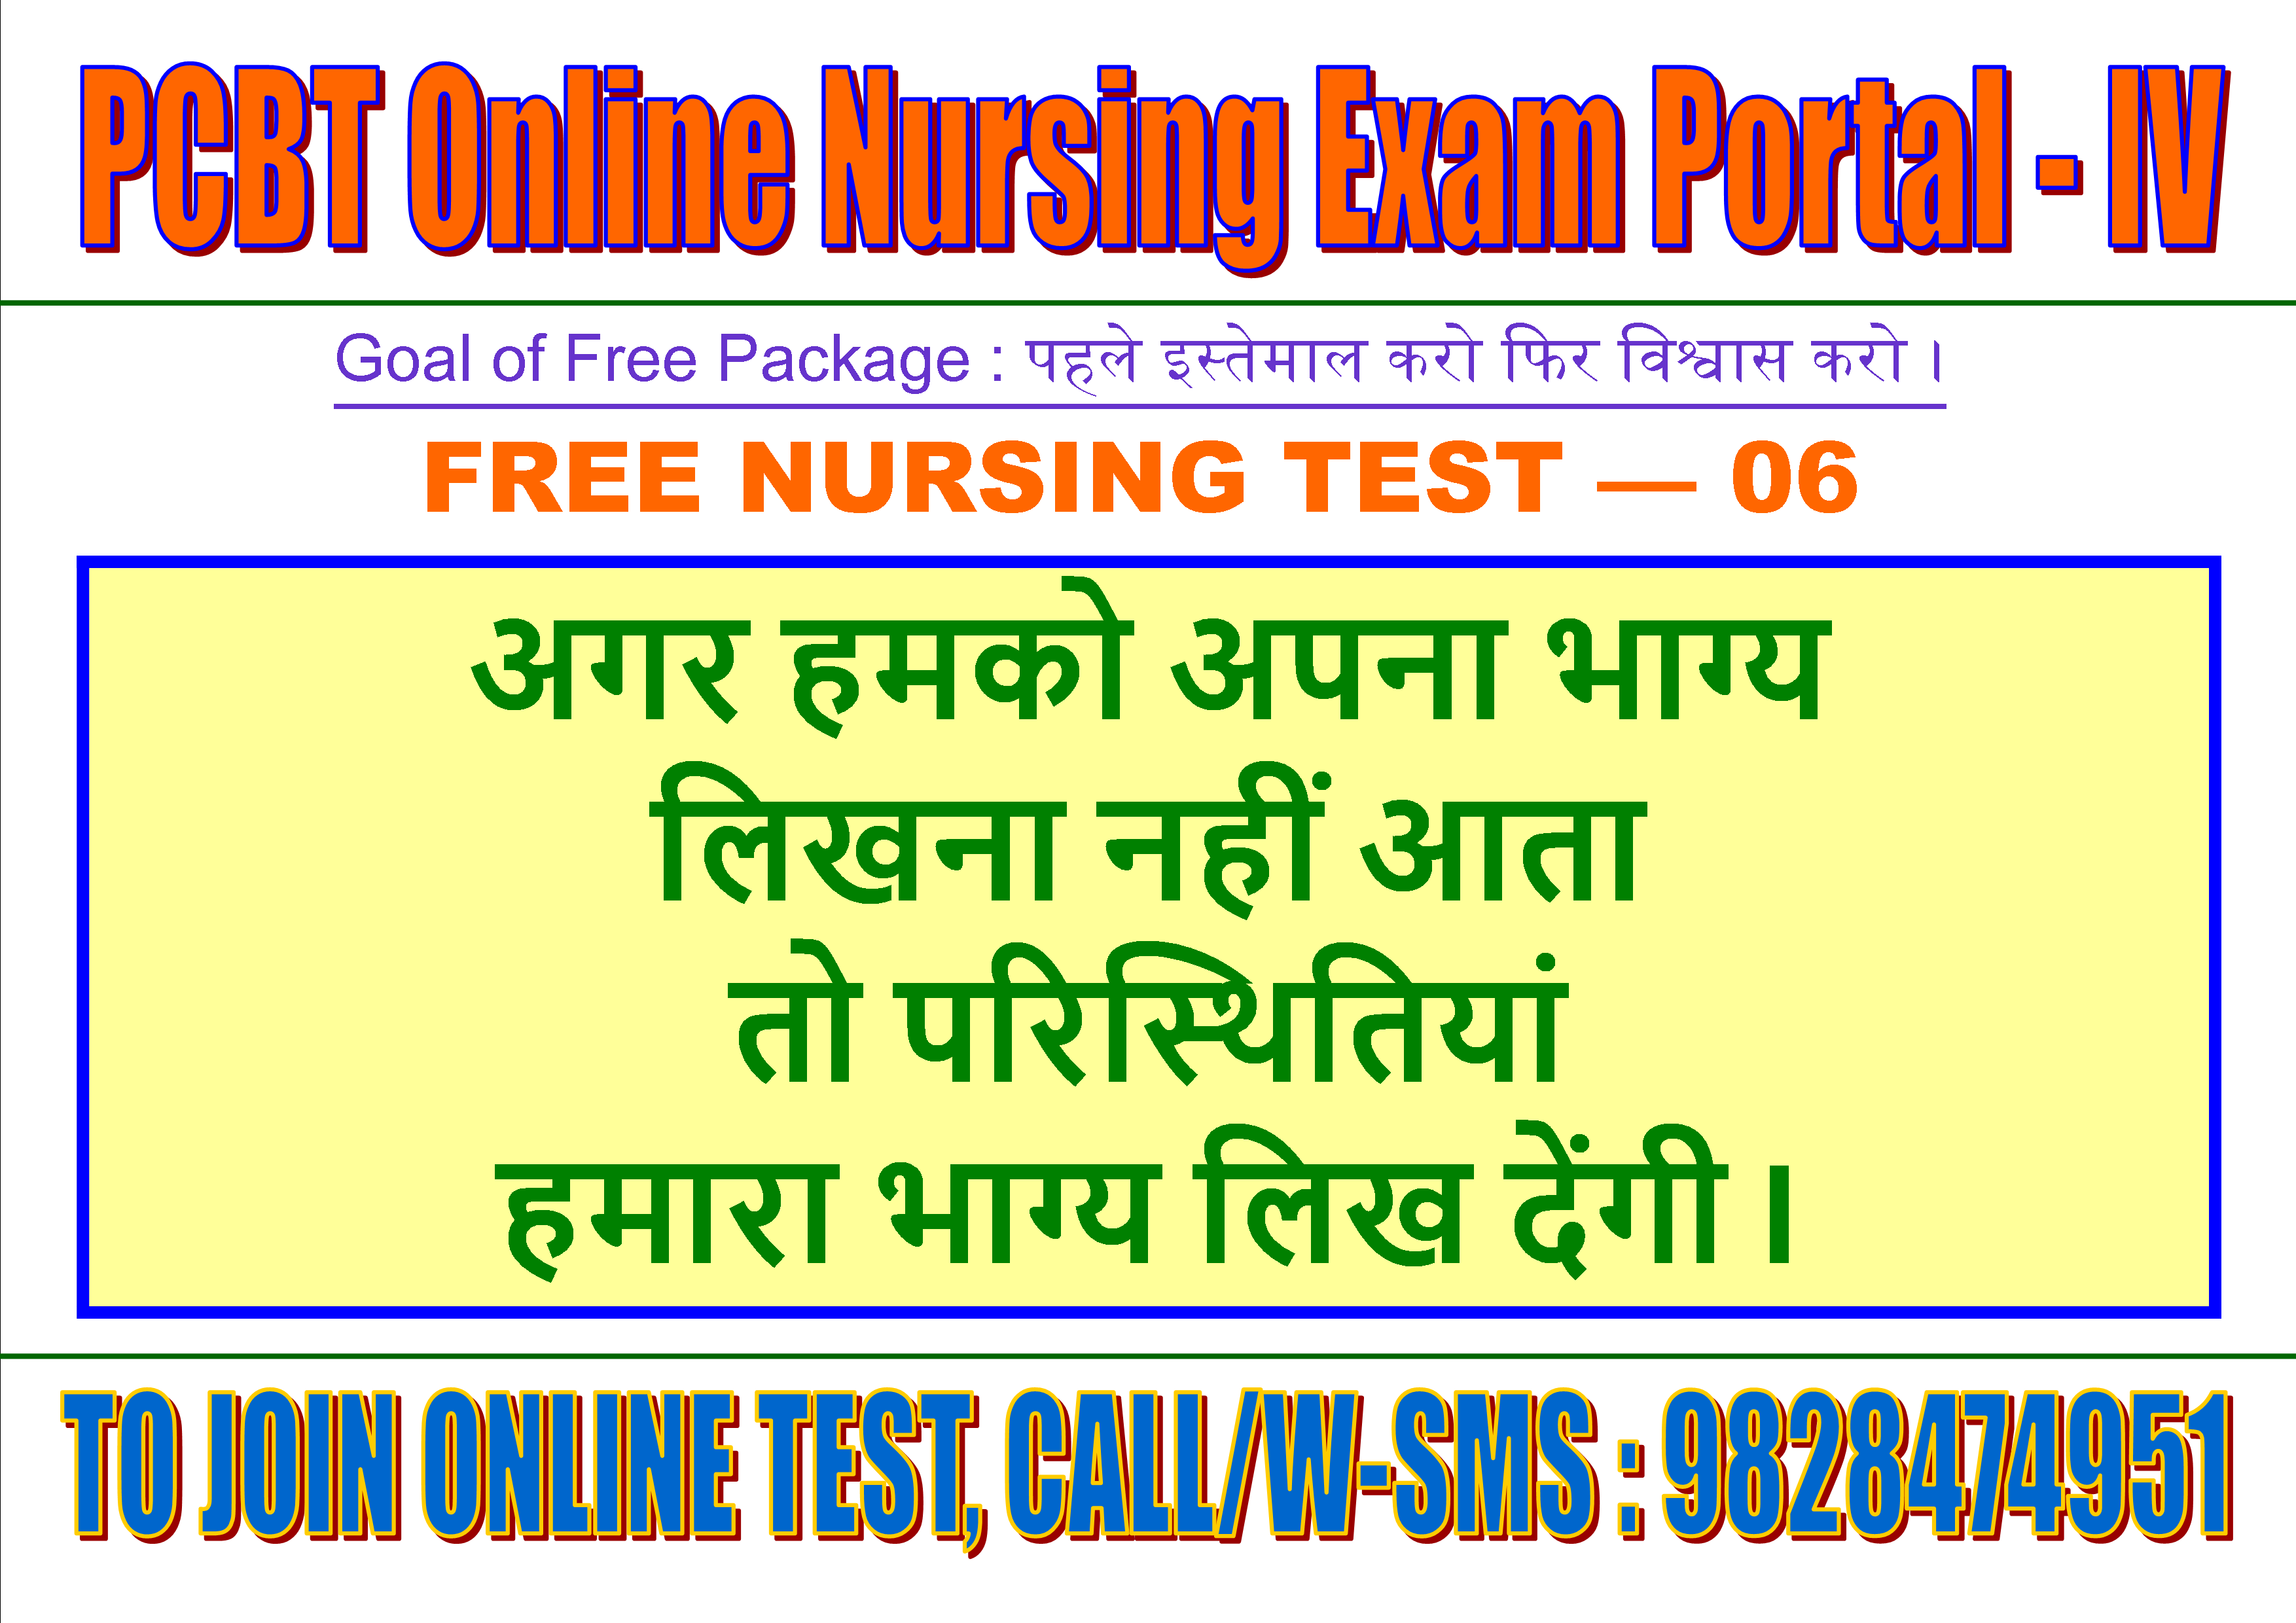 PCBT Online Nursing Exam Portal - IV
Goal of Free Package : पहले इस्तेमाल करो फिर विश्वास करो ।
FREE NURSING TEST — 06
अगर हमको अपना भाग्य
लिखना नहीं आता
तो परिस्थितियां
हमारा भाग्य लिख देंगी ।
TO JOIN ONLINE TEST, CALL/W-SMS : 9828474951